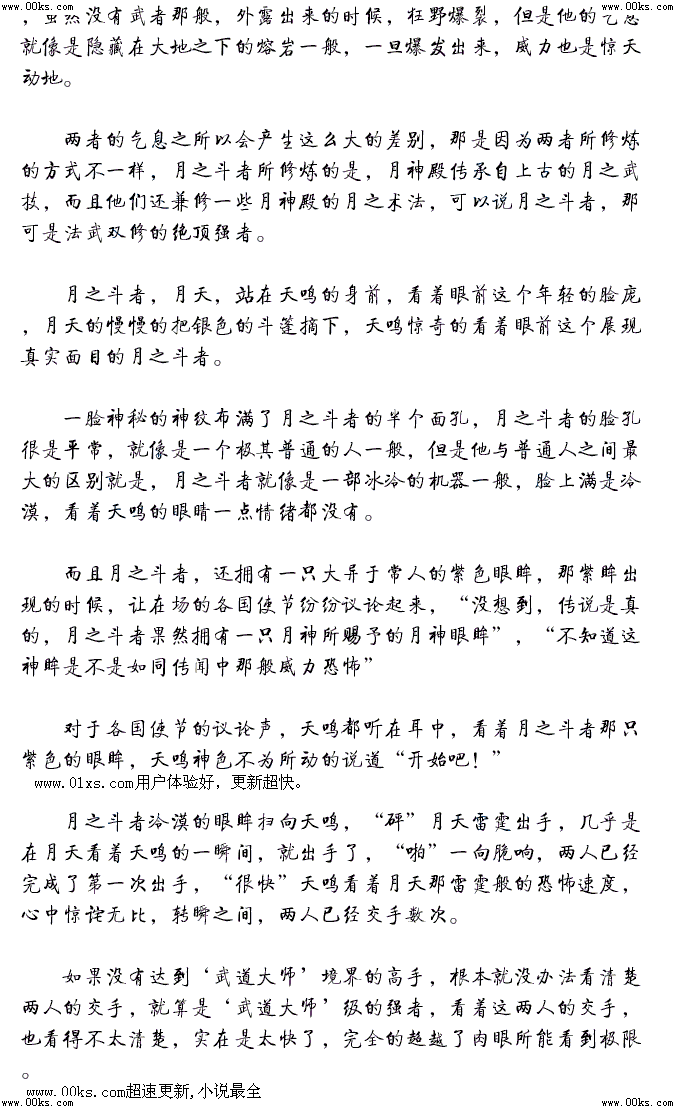 www.00ks.com www.00ks.com
，虽然没有武者那般，外露出来的时候，狂野爆裂，但是他的气息
就像是隐藏在大地之下的熔岩一般，一旦爆发出来，威力也是惊天
动地。
两者的气息之所以会产生这么大的差别，那是因为两者所修炼
的方式不一样，月之斗者所修炼的是，月神殿传承自上古的月之武
技，而且他们还兼修一些月神殿的月之术法，可以说月之斗者，那
可是法武双修的绝顶强者。
月之斗者，月天，站在天鸣的身前，看着眼前这个年轻的脸庞
，月天的慢慢的把银色的斗篷摘下，天鸣惊奇的看着眼前这个展现
真实面目的月之斗者。
一脸神秘的神纹布满了月之斗者的半个面孔，月之斗者的脸孔
很是平常，就像是一个极其普通的人一般，但是他与普通人之间最
大的区别就是，月之斗者就像是一部冰冷的机器一般，脸上满是冷
漠，看着天鸣的眼睛一点情绪都没有。
而且月之斗者，还拥有一只大异于常人的紫色眼眸，那紫眸出
现的时候，让在场的各国使节纷纷议论起来，“没想到，传说是真
的，月之斗者果然拥有一只月神所赐予的月神眼眸”，“不知道这
神眸是不是如同传闻中那般威力恐怖”
对于各国使节的议论声，天鸣都听在耳中，看着月之斗者那只
紫色的眼眸，天鸣神色不为所动的说道“开始吧！”
www.01xs.com用户体验好，更新超快。
月之斗者冷漠的眼眸扫向天鸣，“砰”月天雷霆出手，几乎是
在月天看着天鸣的一瞬间，就出手了，“啪”一向脆响，两人已经
完成了第一次出手，“很快”天鸣看着月天那雷霆般的恐怖速度，
心中惊诧无比，转瞬之间，两人已经交手数次。
如果没有达到‘武道大师’境界的高手，根本就没办法看清楚
两人的交手，就算是‘武道大师’级的强者，看着这两人的交手，
也看得不太清楚，实在是太快了，完全的超越了肉眼所能看到极限
。
www.00ks.com超速更新,小说最全
www.00ks.com www.00ks.com